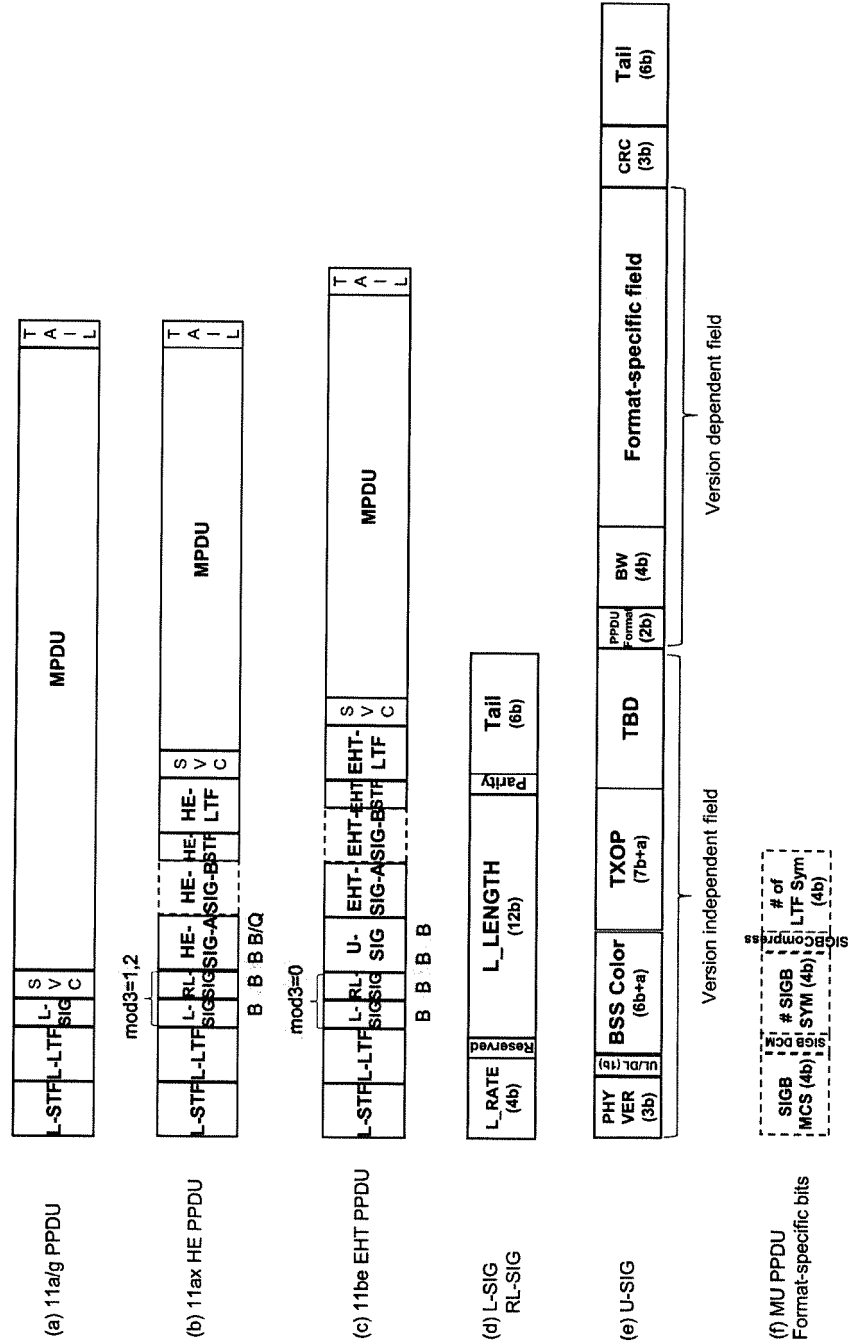 (a) 11a/g PPDU
L-STF
L-LTF
L-
SIG
S
V
C
MPDU
T
A
I
L
(b) 11ax HE PPDU
mod3=1,2
L-STF
L-LTF
L-
SIG
RL-
SIG
HE-
SIG-A
HE-
SIG-B
HE-
STF
HE-
LTF
S
V
C
MPDU
T
A
I
L
B B B B/Q
(c) 11be EHT PPDU
mod3=0
L-STF
L-LTF
L-
SIG
RL-
SIG
U-
SIG
EHT-
SIG-A
EHT-
SIG-B
EHT-
STF
EHT-
LTF
S
V
C
MPDU
T
A
I
L
B B B B
(d) L-SIG
RL-SIG
L_RATE
(4b)
Reserved
L_LENGTH
(12b)
Parity
Tail
(6b)
(e) U-SIG
PHY
VER
(3b)
UL/DL (1b)
BSS Color
(6b+a)
TXOP
(7b+a)
TBD
PPDU
Format
(2b)
BW
(4b)
Format-specific field
CRC
(3b)
Tail
(6b)
Version independent field
Version dependent field
(f) MU PPDU
Format-specific bits
SIGB
MCS (4b)
SIGB DCM
# SIGB
SYM (4b)
SIGBCompress
# of
LTF Sym
(4b)